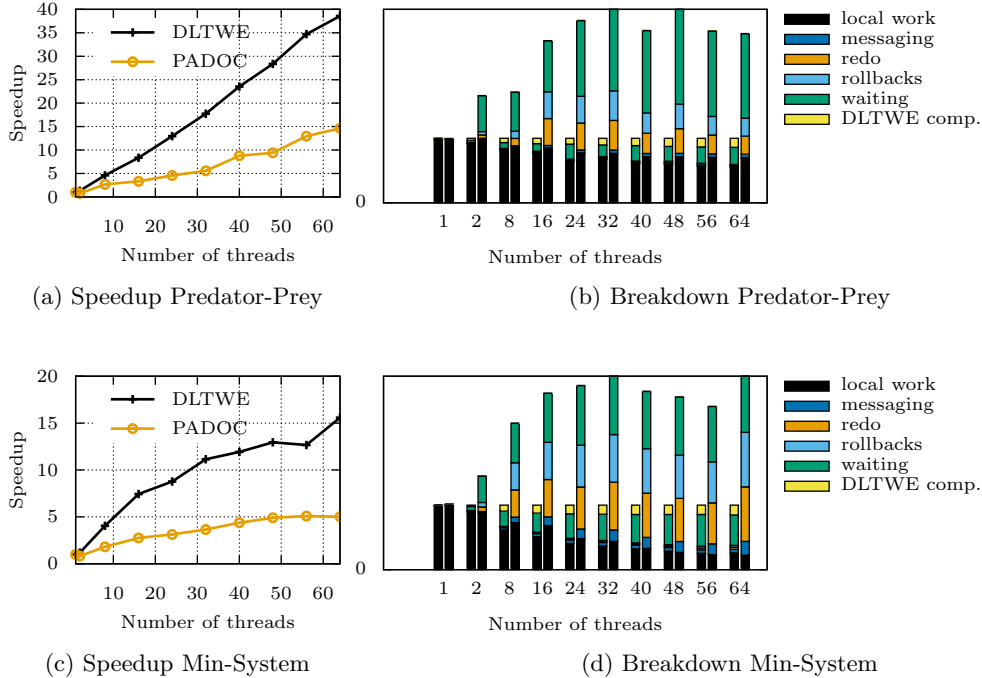 40
35
30
25
20
15
10
5
0
Speedup
DLTWE
PADOC
10 20 30 40 50 60
Number of threads
(a) Speedup Predator-Prey
0
1 2 8 16 24 32 40 48 56 64
Number of threads
local work
messaging
redo
rollbacks
waiting
DLTWE comp.
(b) Breakdown Predator-Prey
20
15
10
5
0
Speedup
DLTWE
PADOC
10 20 30 40 50 60
Number of threads
(c) Speedup Min-System
0
1 2 8 16 24 32 40 48 56 64
Number of threads
local work
messaging
redo
rollbacks
waiting
DLTWE comp.
(d) Breakdown Min-System